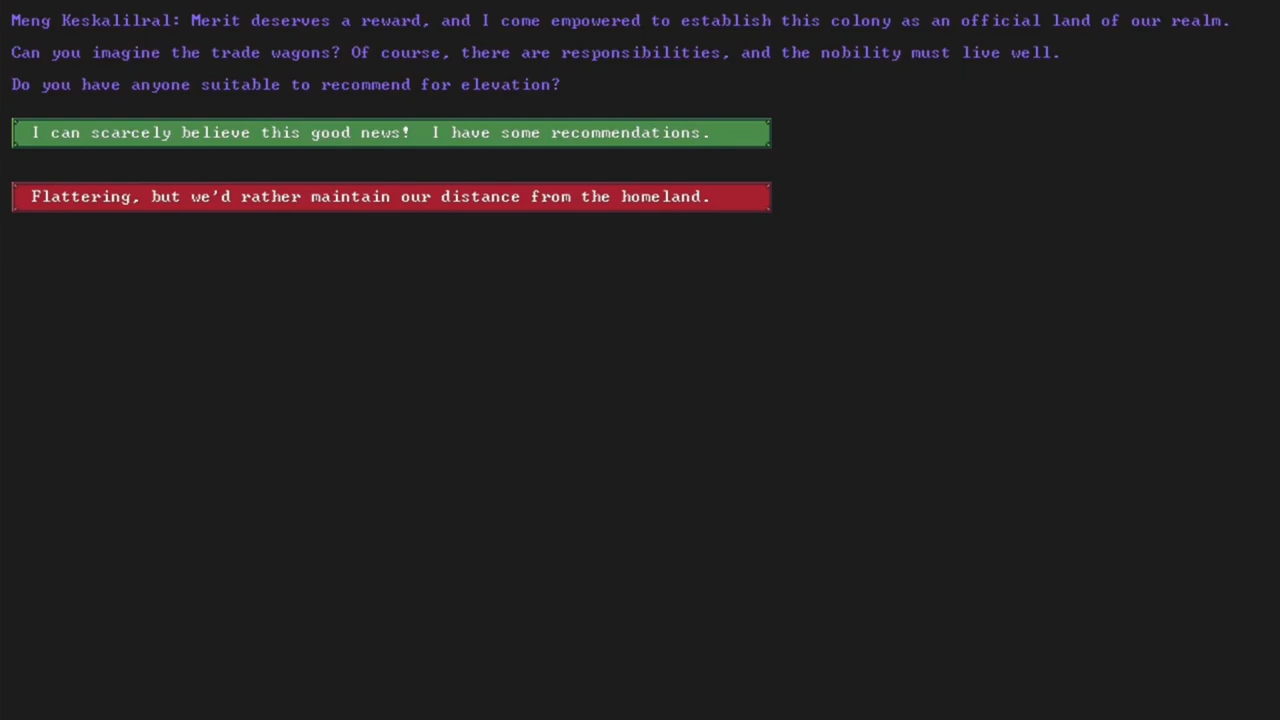 Meng Keskalilral: Merit deserves a reward, and I come empowered to establish this colony as an official land of our realm.
Can you imagine the trade wagons? Of course, there are responsibilities, and the nobility must live well.
Do you have anyone suitable to recommend for elevation?
I can scarcely believe this good news!  I have some recommendations.
Flattering, but we'd rather maintain our distance from the homeland.